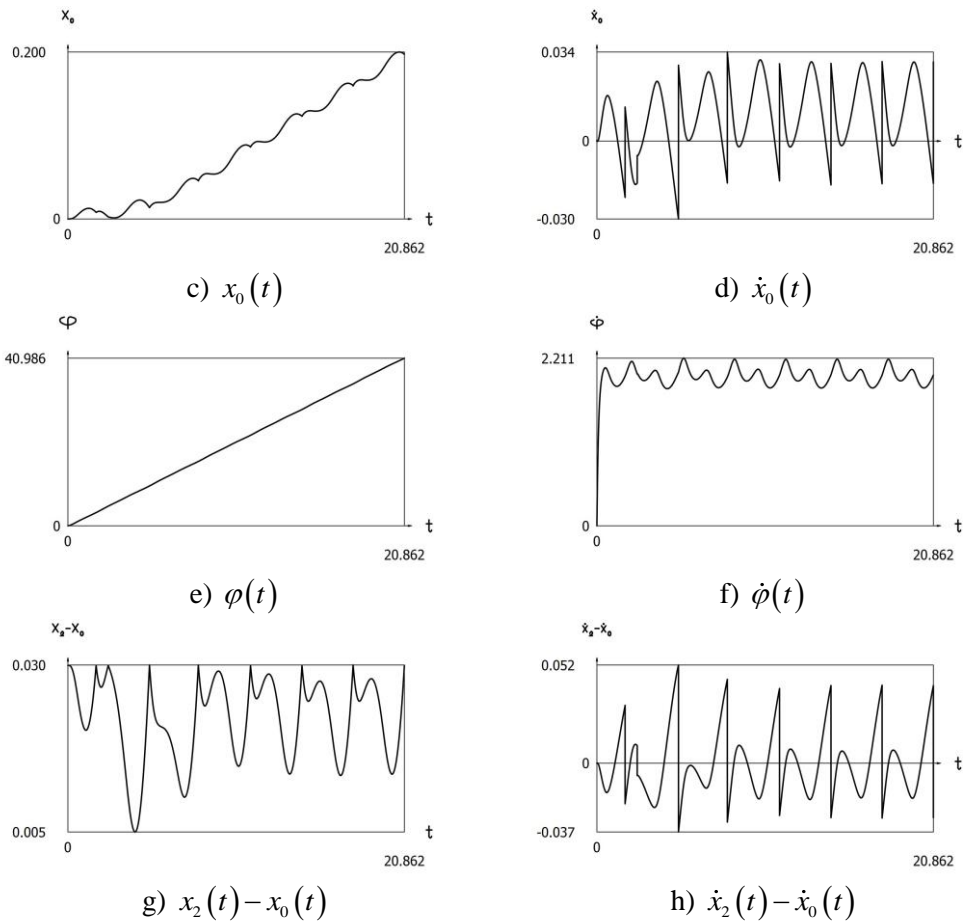 x₀ ẋ₀
0.200 0.034
0 t 0 t
-0.030
0 20.862 0 20.862
c) x₀(t) d) ẋ₀(t)
φ φ̇
40.986 2.211
0 t 0 t
0 20.862 0 20.862
e) φ(t) f) φ̇(t)
x₂-x₀ ẋ₂-ẋ₀
0.030 0.052
t 0 t
0.005 -0.037
0 20.862 0 20.862
g) x₂(t) − x₀(t) h) ẋ₂(t) − ẋ₀(t)